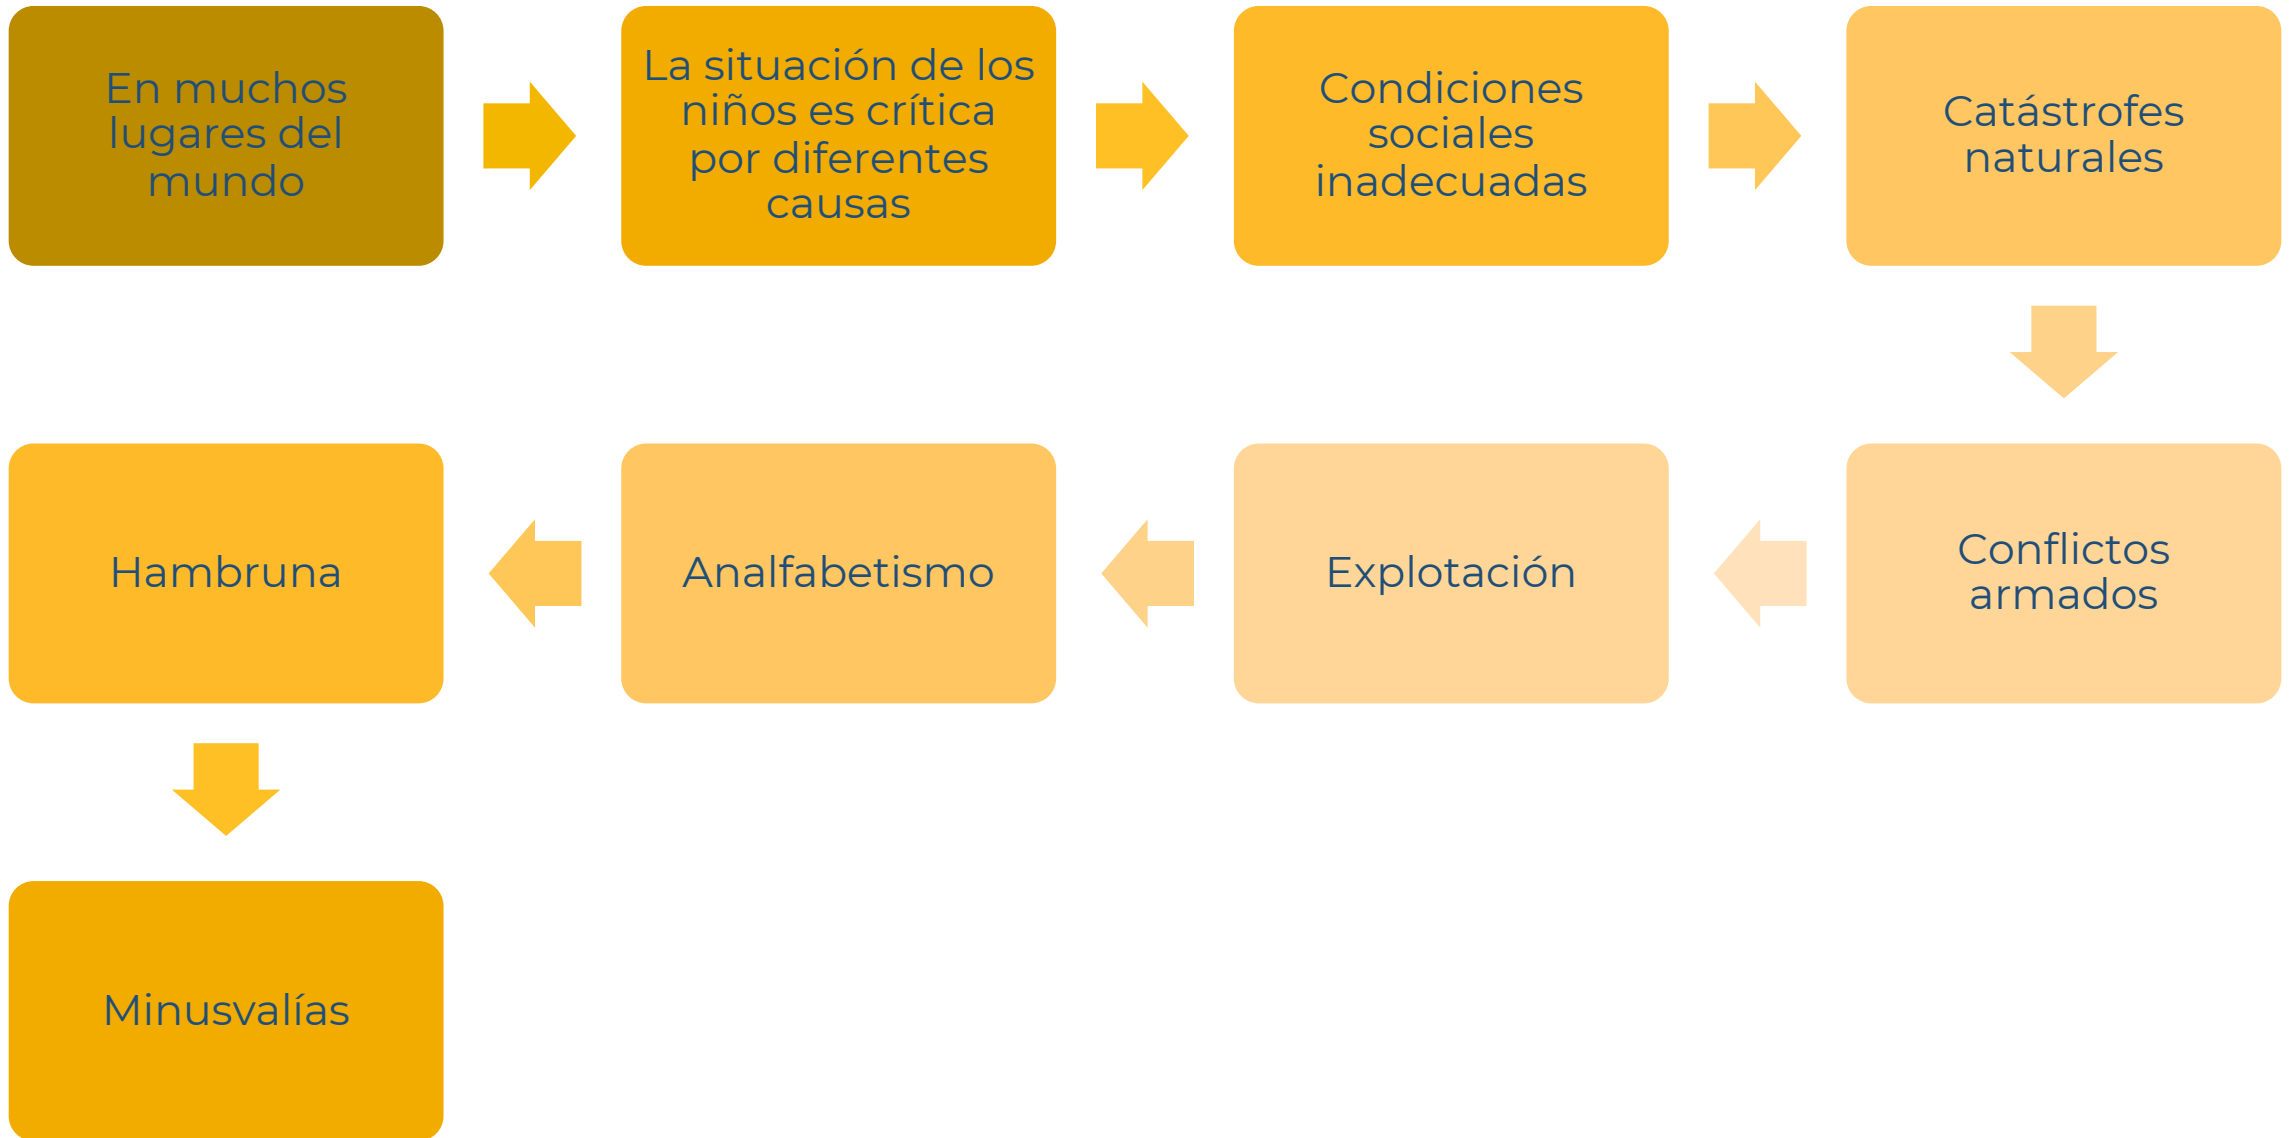 En muchos
lugares del
mundo
La situación de los
niños es crítica
por diferentes
causas
Condiciones
sociales
inadecuadas
Catástrofes
naturales
Conflictos
armados
Explotación
Analfabetismo
Hambruna
Minusvalías